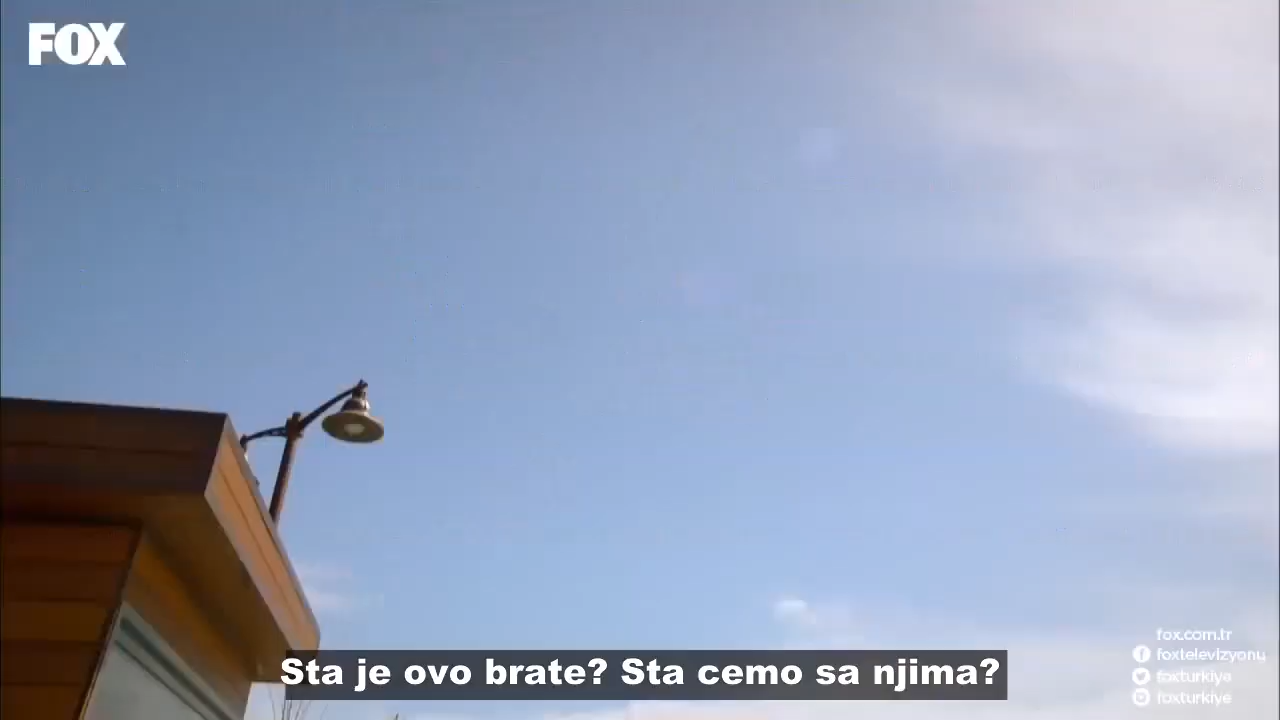 FOX
fox.com.tr
foxtelevizyonu
foxturkiye
foxturkiye
Sta je ovo brate? Sta cemo sa njima?